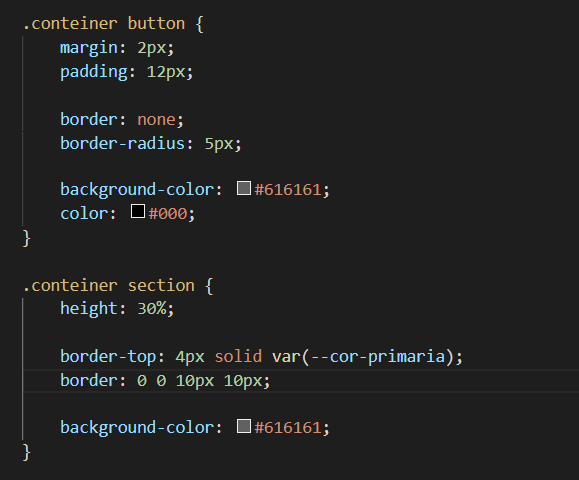 .conteiner button {
    margin: 2px;
    padding: 12px;

    border: none;
    border-radius: 5px;

    background-color: #616161;
    color: #000;
}

.conteiner section {
    height: 30%;

    border-top: 4px solid var(--cor-primaria);
    border: 0 0 10px 10px;

    background-color: #616161;
}